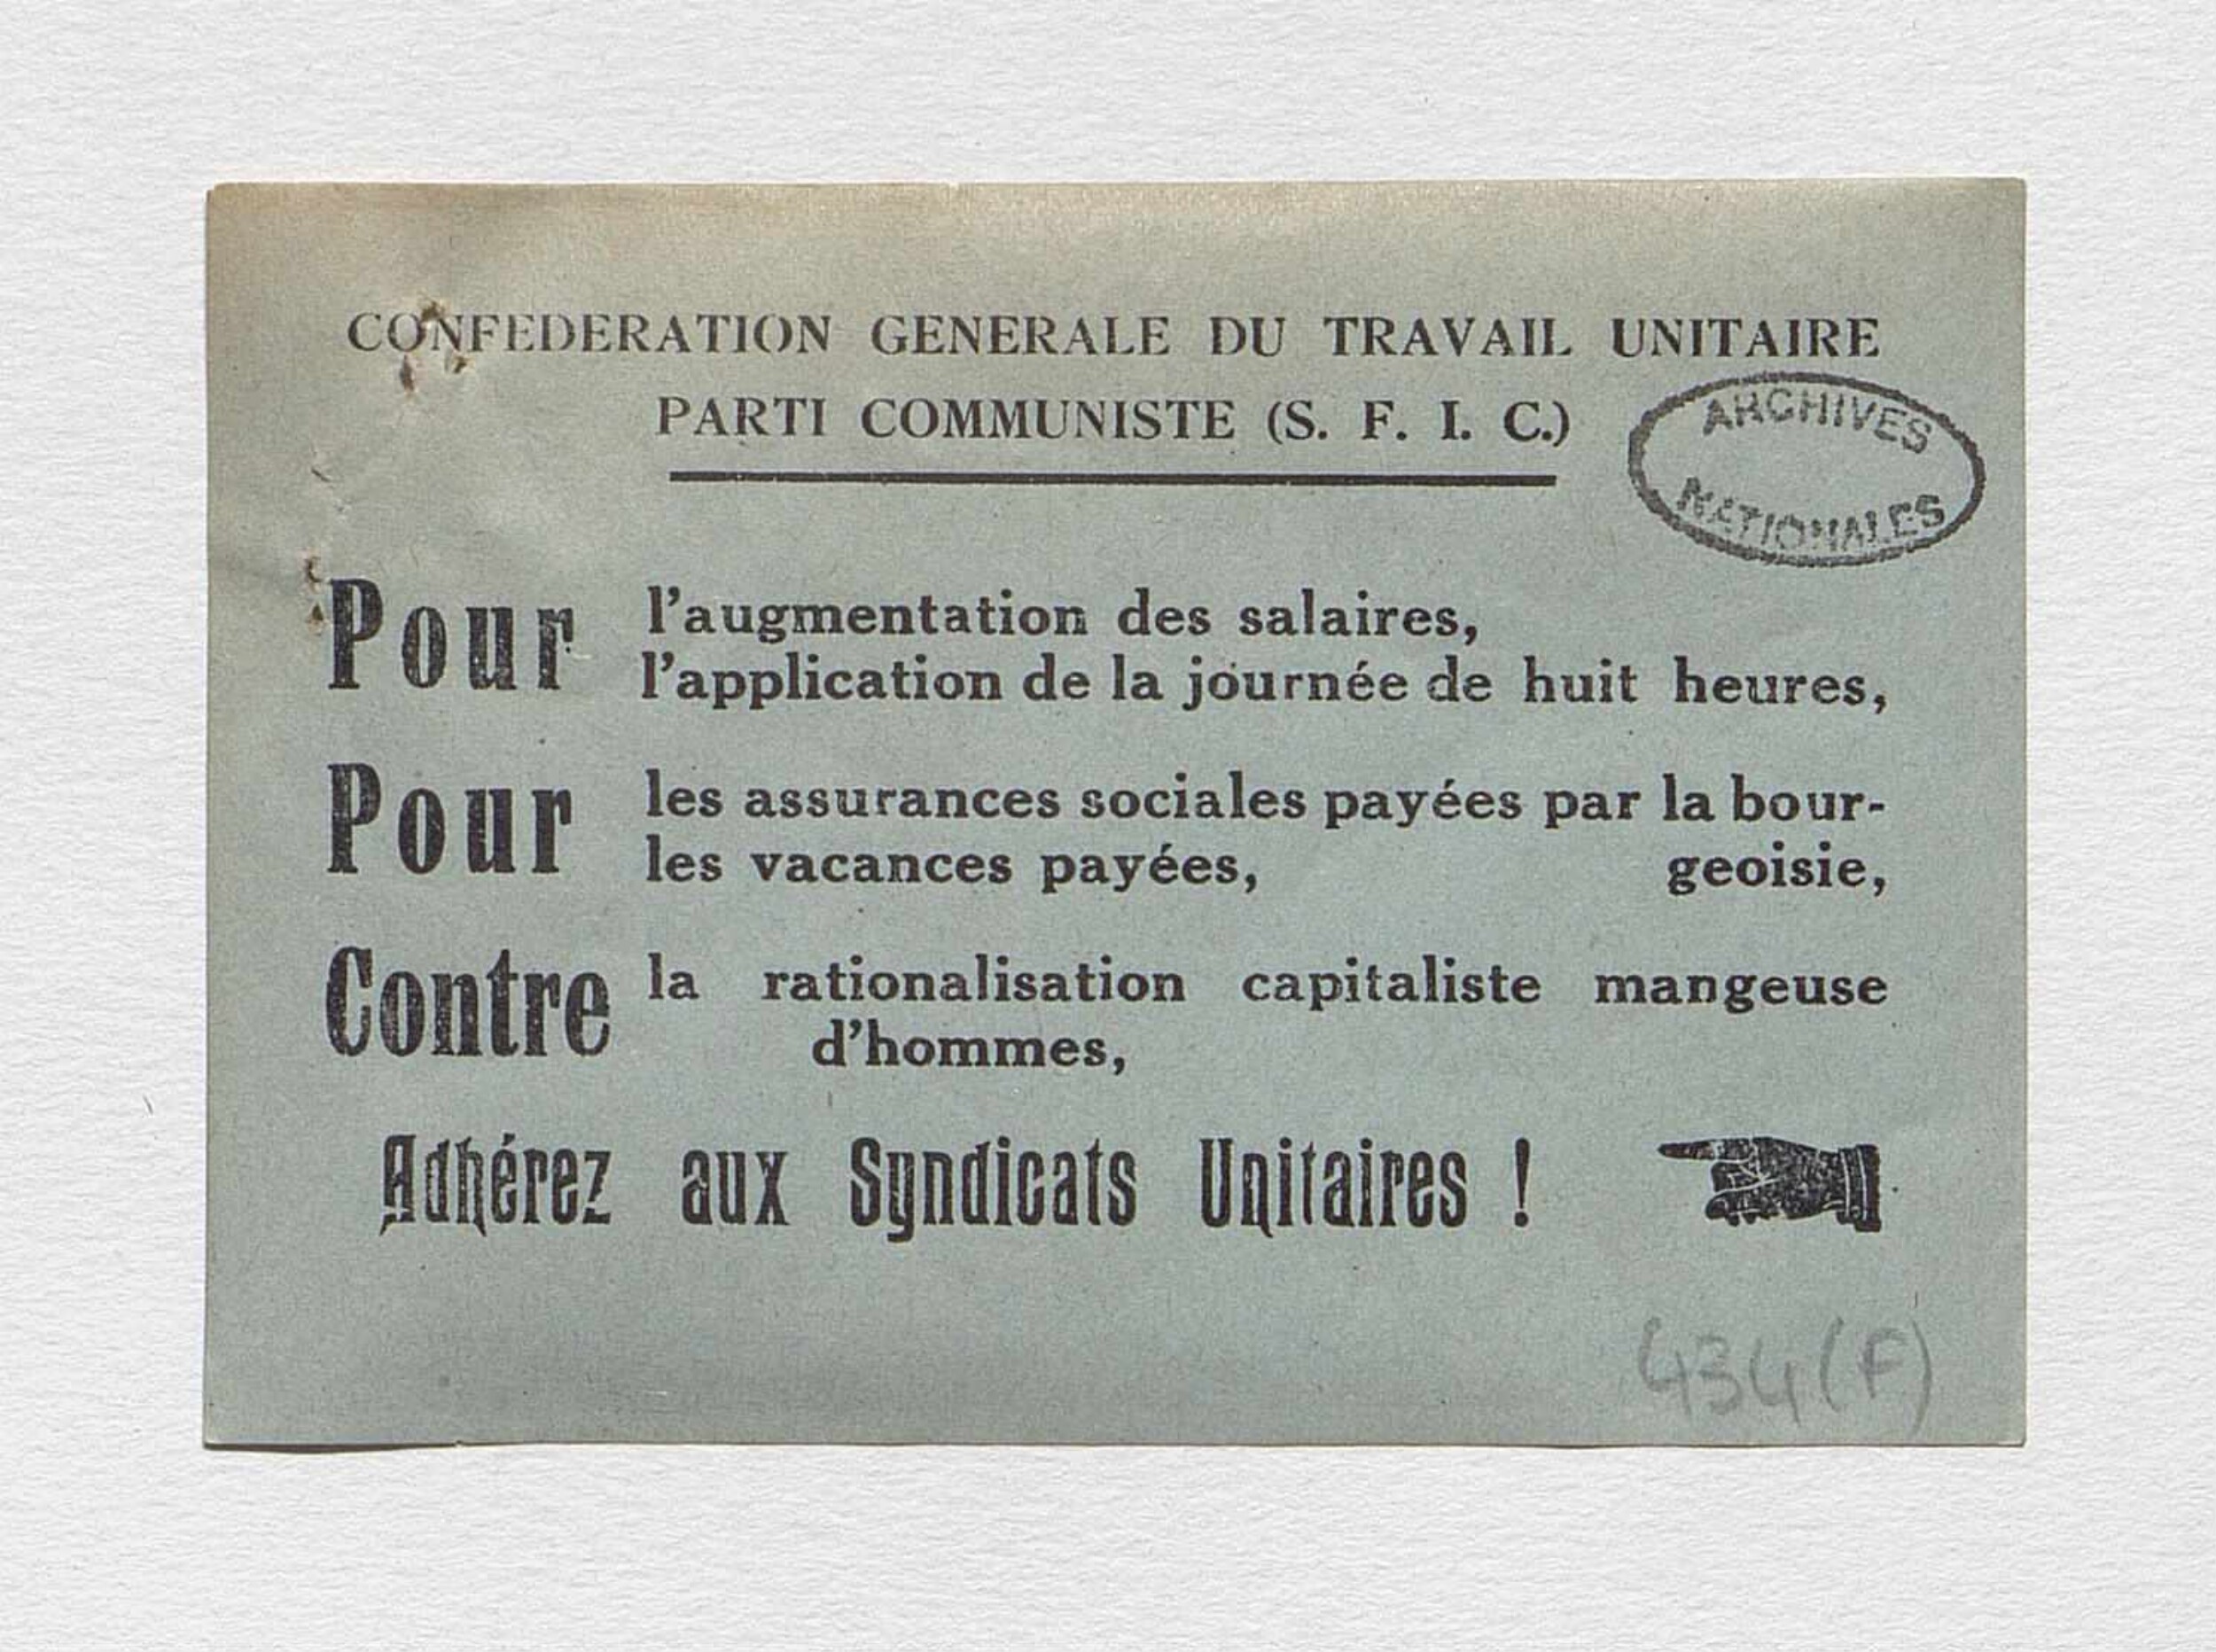 CONFEDERATION GENERALE DU TRAVAIL UNITAIRE
PARTI COMMUNISTE (S. F. I. C.)
ARCHIVES
NATIONALES
Pour l'augmentation des salaires,
l'application de la journée de huit heures,
Pour les assurances sociales payées par la bour-
geoisie,
les vacances payées,
Contre la rationalisation capitaliste mangeuse
d'hommes,
Adhérez aux Syndicats Unitaires !
434 (F)